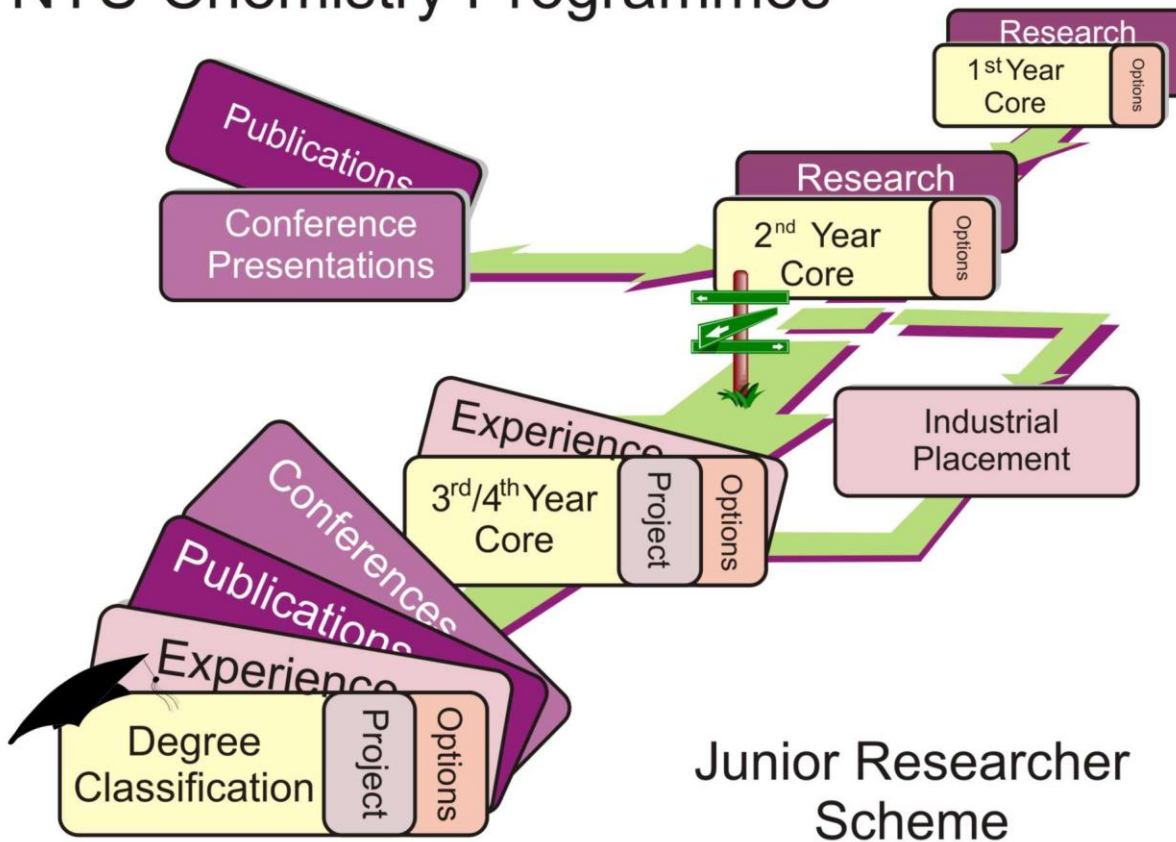 Chemistry Programmes
Research
1st Year
Core
Options
Publications
Conference
Presentations
Research
2nd Year
Core
Options
Industrial
Placement
Experience
3rd/4th Year
Core
Project
Options
Conferences
Publications
Experience
Degree
Classification
Project
Options
Junior Researcher
Scheme